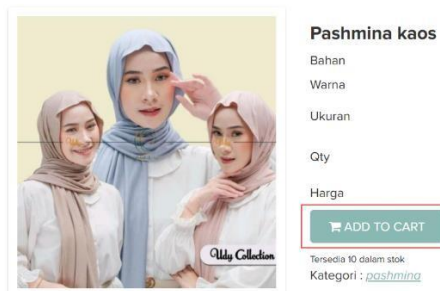 Pashmina kaos
Bahan
Warna
Ukuran
Qty
Harga
ADD TO CART
Tersedia 10 dalam stok
Kategori : pashmina
Udy Collection